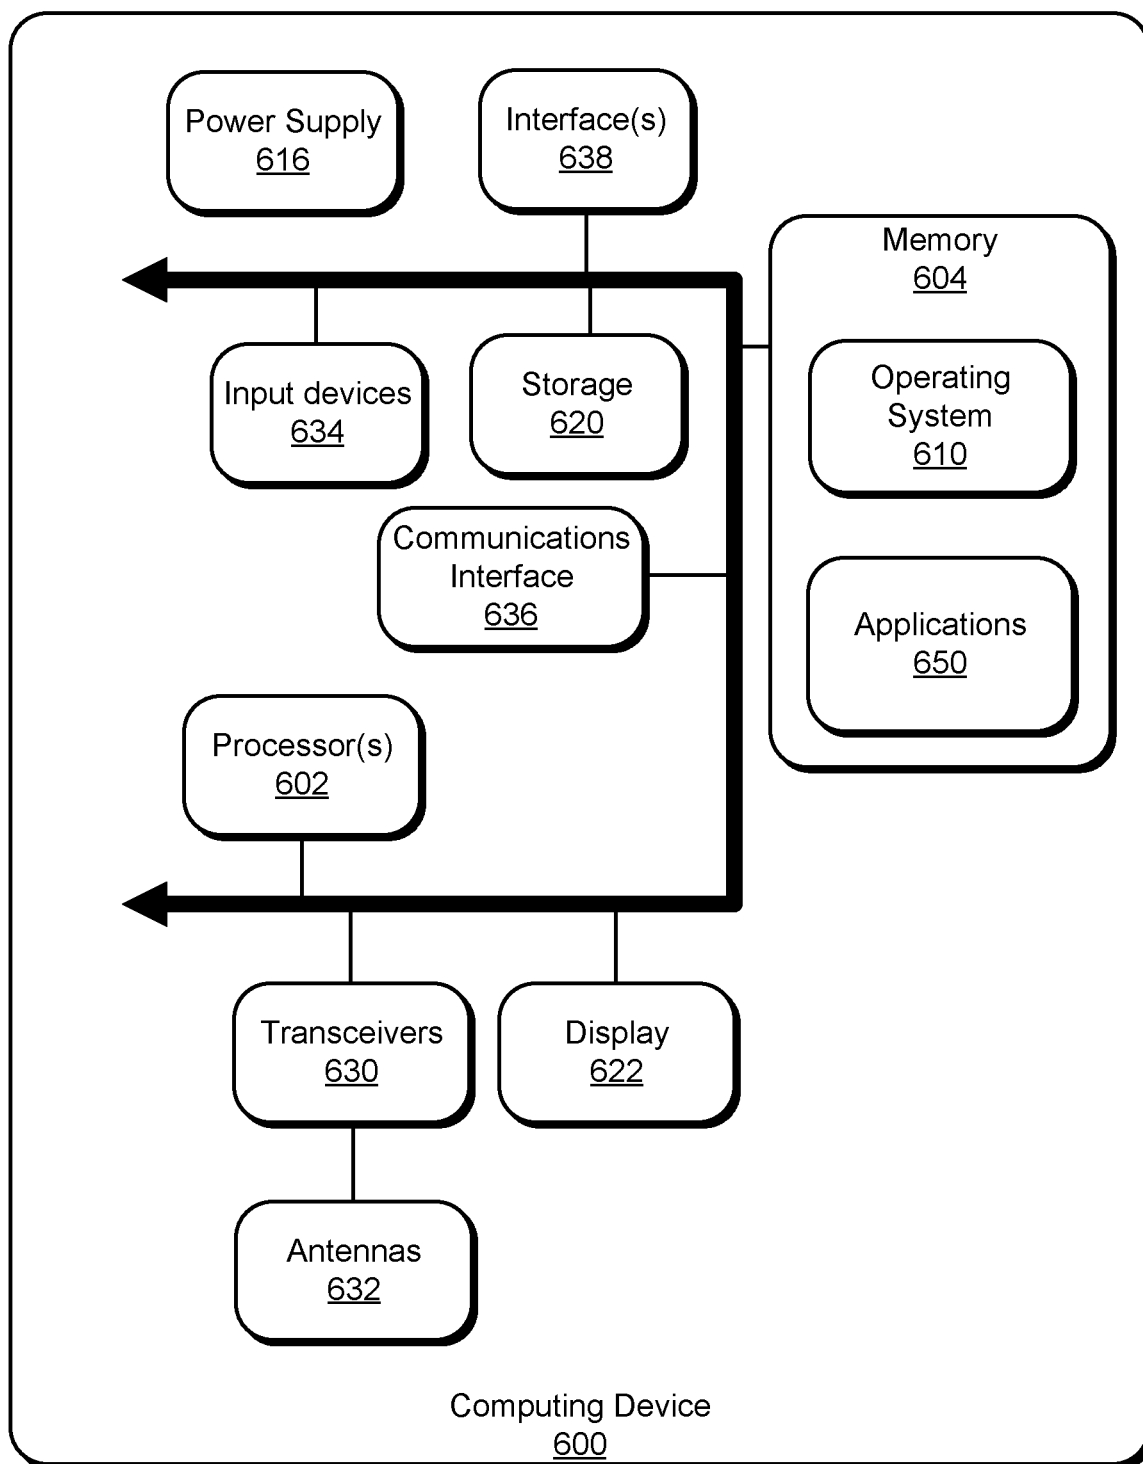 Power Supply
616
Interface(s)
638
Memory
604
Input devices
634
Storage
620
Operating
System
610
Communications
Interface
636
Applications
650
Processor(s)
602
Transceivers
630
Display
622
Antennas
632
Computing Device
600